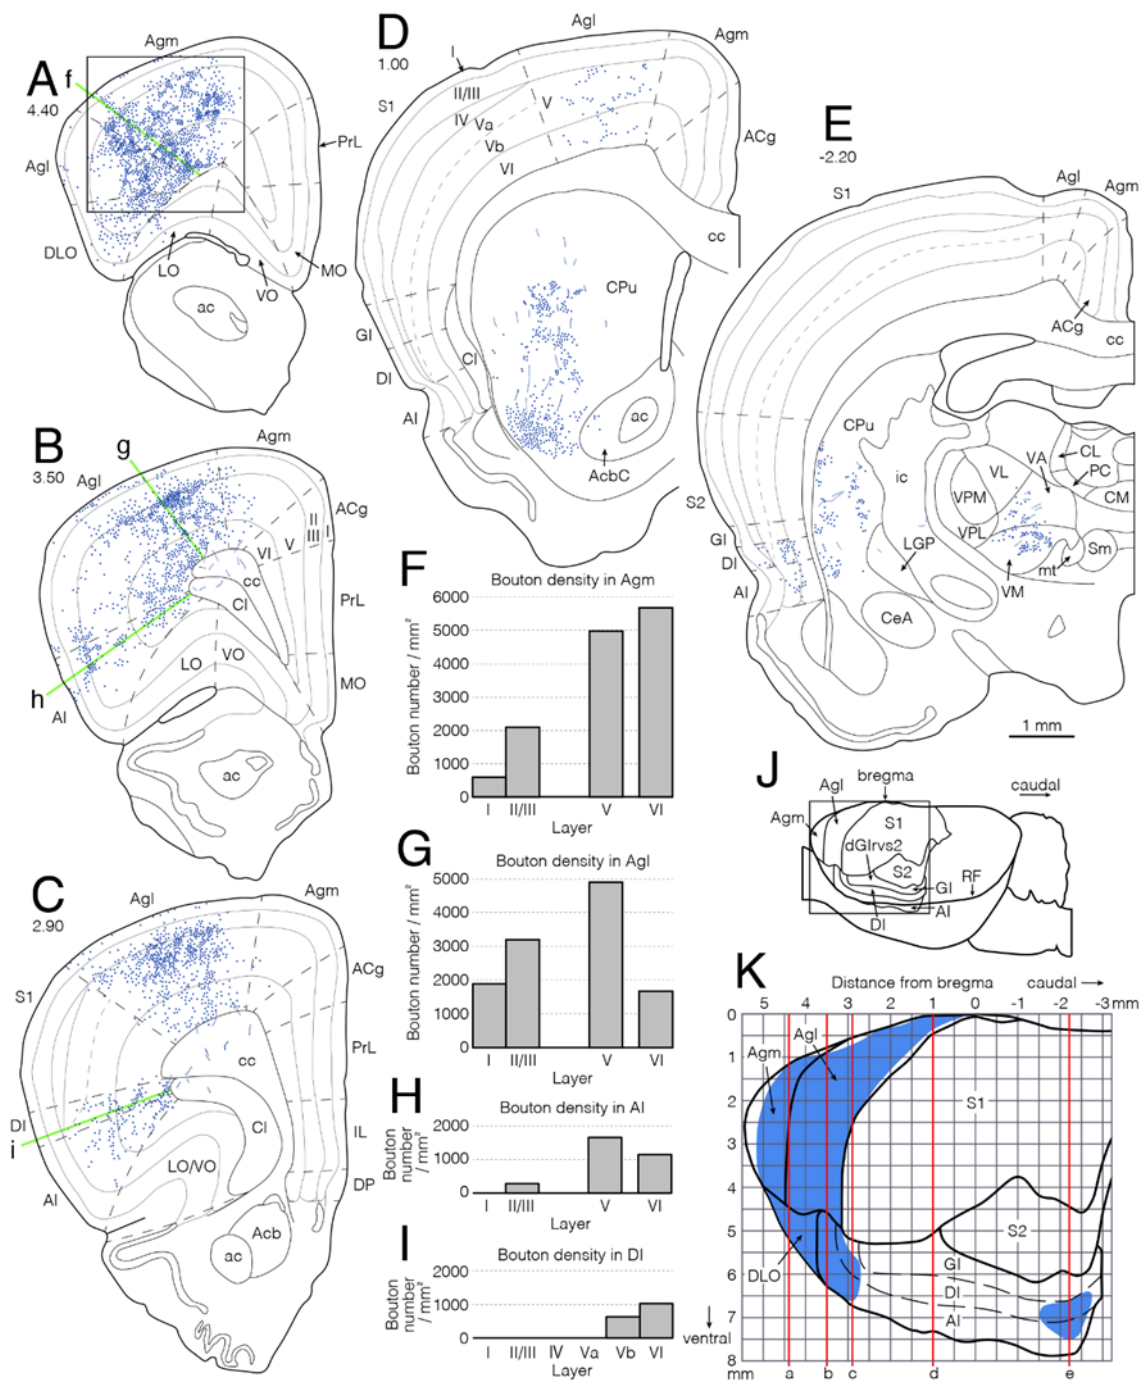 A
4.40
f
Agm
Agl
PrL
DLO
LO
VO
MO
ac
B
3.50
g
Agm
Agl
ACg
II
III
I
V
VI
cc
Cl
PrL
VO
LO
MO
h
AI
ac
C
2.90
Agl
Agm
ACg
S1
PrL
cc
DI
i
Cl
IL
LO/VO
AI
DP
Acb
ac
D
1.00
Agl
Agm
I
S1
II/III
V
IV
Va
Vb
VI
ACg
cc
CPu
GI
Cl
DI
AI
ac
AcbC
E
-2.20
S1
Agl
Agm
ACg
cc
CPu
ic
VL
VA
CL
PC
VPM
CM
S2
VPL
GI
LGP
Sm
DI
mt
AI
VM
CeA
1 mm
F
Bouton density in Agm
Bouton number / mm²
6000
5000
4000
3000
2000
1000
0
I II/III V VI
Layer
G
Bouton density in Agl
Bouton number / mm²
5000
4000
3000
2000
1000
0
I II/III V VI
Layer
H
Bouton density in AI
Bouton number / mm²
2000
1000
0
I II/III V VI
Layer
I
Bouton density in DI
Bouton number / mm²
2000
1000
0
I II/III IV Va Vb VI
Layer
J
bregma
caudal
Agl
Agm
S1
dGIrvs2
S2
RF
GI
AI
DI
K
Distance from bregma caudal
5 4 3 2 1 0 -1 -2 -3 mm
0
1
2
3
4
5
6
7
8
mm
ventral
Agl
Agm
S1
S2
DLO
GI
DI
AI
a b c d e